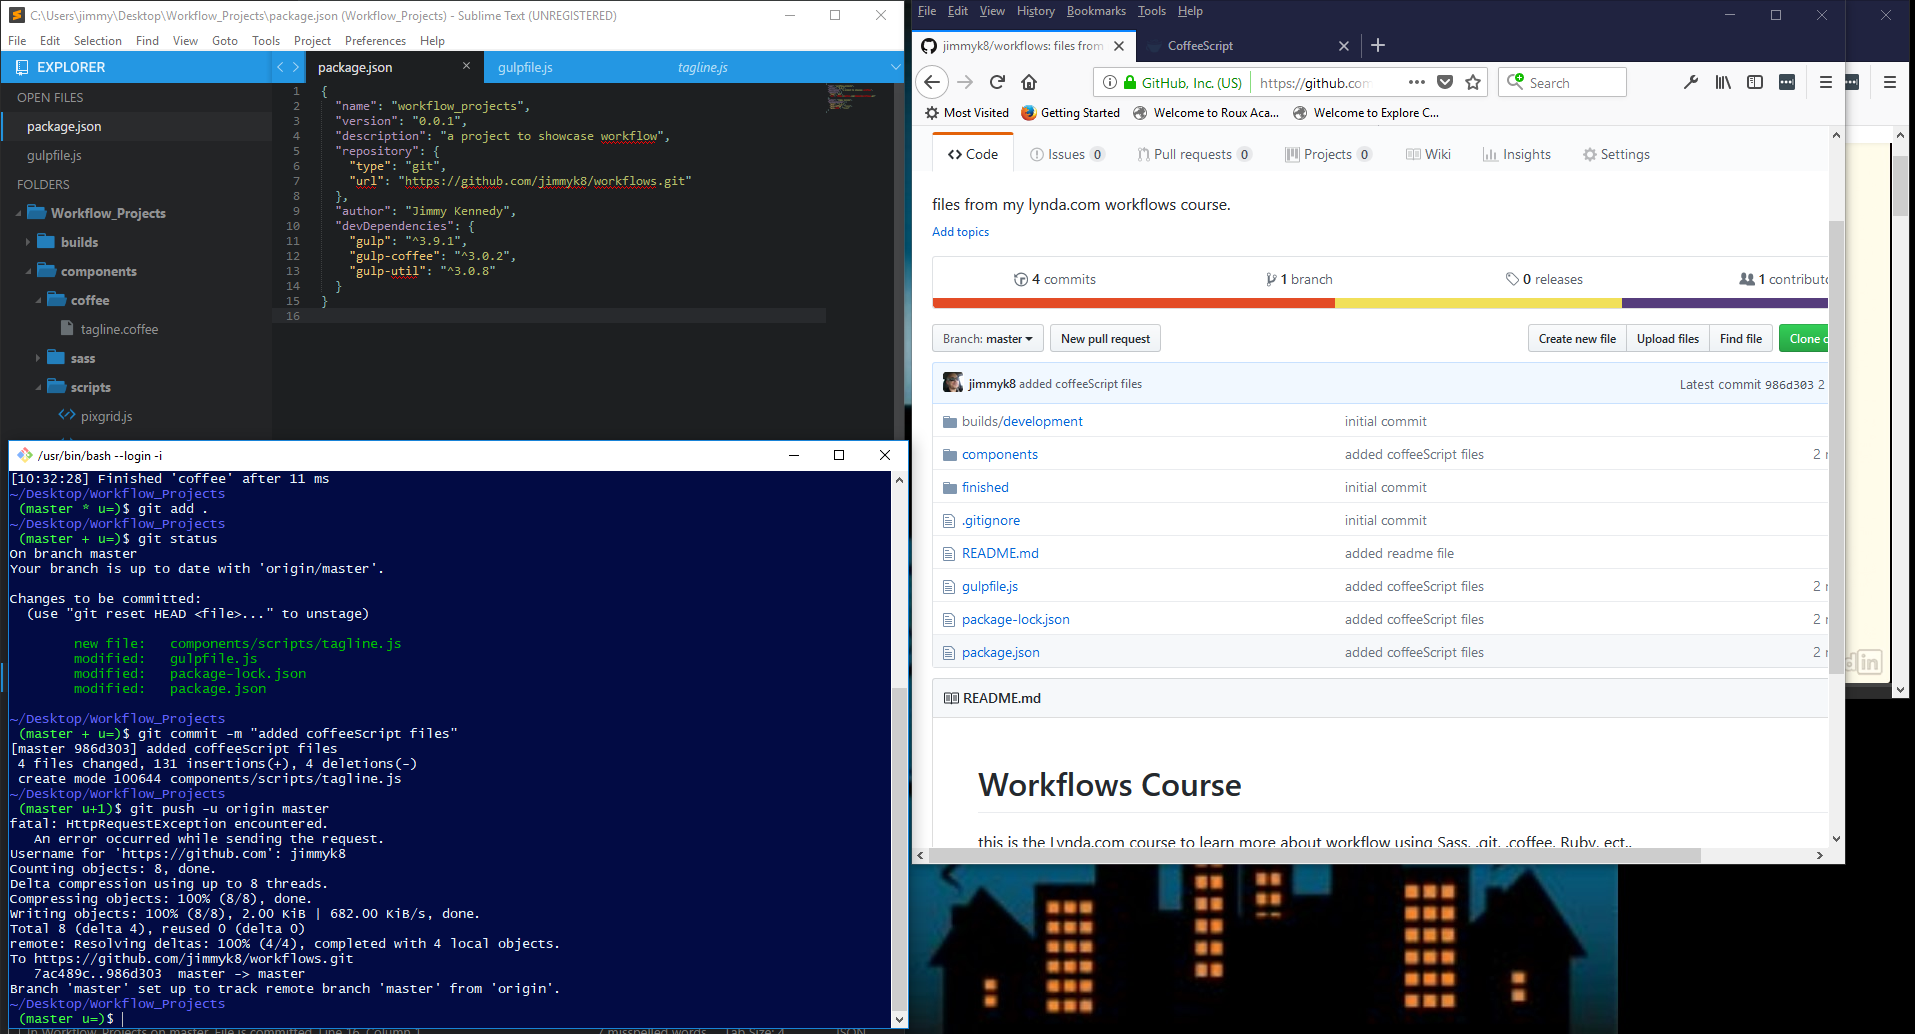 C:\Users\jimmy\Desktop\Workflow_Projects\package.json (Workflow_Projects) - Sublime Text (UNREGISTERED)
File Edit Selection Find View Goto Tools Project Preferences Help
EXPLORER
OPEN FILES
package.json
gulpfile.js
FOLDERS
Workflow_Projects
builds
components
coffee
tagline.coffee
sass
scripts
pixgrid.js
package.json gulpfile.js tagline.js
1 {
2 "name": "workflow_projects",
3 "version": "0.0.1",
4 "description": "a project to showcase workflow",
5 "repository": {
6 "type": "git",
7 "url": "https://github.com/jimmyk8/workflows.git"
8 },
9 "author": "Jimmy Kennedy",
10 "devDependencies": {
11 "gulp": "^3.9.1",
12 "gulp-coffee": "^3.0.2",
13 "gulp-util": "^3.0.8"
14 }
15 }
16
/usr/bin/bash --login -i
[10:32:28] Finished 'coffee' after 11 ms
~/Desktop/Workflow_Projects
(master * u=)$ git add .
~/Desktop/Workflow_Projects
(master + u=)$ git status
On branch master
Your branch is up to date with 'origin/master'.
Changes to be committed:
(use "git reset HEAD <file>..." to unstage)
new file: components/scripts/tagline.js
modified: gulpfile.js
modified: package-lock.json
modified: package.json
~/Desktop/Workflow_Projects
(master + u=)$ git commit -m "added coffeeScript files"
[master 986d303] added coffeeScript files
4 files changed, 131 insertions(+), 4 deletions(-)
create mode 100644 components/scripts/tagline.js
~/Desktop/Workflow_Projects
(master u+1)$ git push -u origin master
fatal: HttpRequestException encountered.
An error occurred while sending the request.
Username for 'https://github.com': jimmyk8
Counting objects: 8, done.
Delta compression using up to 8 threads.
Compressing objects: 100% (8/8), done.
Writing objects: 100% (8/8), 2.00 KiB | 682.00 KiB/s, done.
Total 8 (delta 4), reused 0 (delta 0)
remote: Resolving deltas: 100% (4/4), completed with 4 local objects.
To https://github.com/jimmyk8/workflows.git
7ac489c..986d303 master -> master
Branch 'master' set up to track remote branch 'master' from 'origin'.
~/Desktop/Workflow_Projects
(master u=)$
File Edit View History Bookmarks Tools Help
jimmyk8/workflows: files from CoffeeScript
GitHub, Inc. (US) https://github.com Search
Most Visited Getting Started Welcome to Roux Aca... Welcome to Explore C...
Code Issues 0 Pull requests 0 Projects 0 Wiki Insights Settings
files from my lynda.com workflows course.
Add topics
4 commits 1 branch 0 releases 1 contributo
Branch: master New pull request Create new file Upload files Find file Clone
jimmyk8 added coffeeScript files Latest commit 986d303 2
builds/development initial commit
components added coffeeScript files 2
finished initial commit
.gitignore initial commit
README.md added readme file
gulpfile.js added coffeeScript files 2
package-lock.json added coffeeScript files 2
package.json added coffeeScript files 2
README.md
Workflows Course
this is the Lynda.com course to learn more about workflow using Sass, .git, .coffee, Ruby, ect..
in